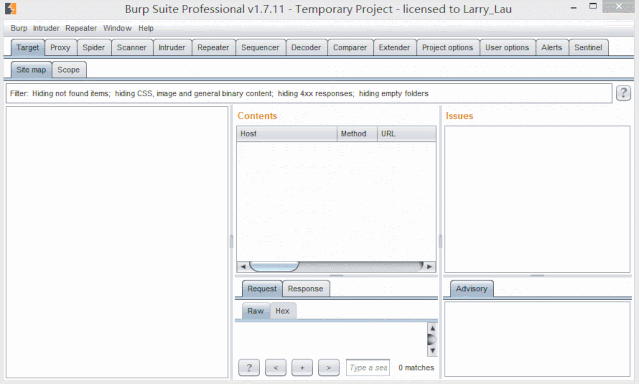 Burp Suite Professional v1.7.11 - Temporary Project - licensed to Larry_Lau
Burp Intruder Repeater Window Help
Target Proxy Spider Scanner Intruder Repeater Sequencer Decoder Comparer Extender Project options User options Alerts Sentinel
Site map Scope
Filter: Hiding not found items; hiding CSS, image and general binary content; hiding 4xx responses; hiding empty folders
?
Contents
Issues
Host Method URL
Request Response
Advisory
Raw Hex
? < + > Type a sea 0 matches